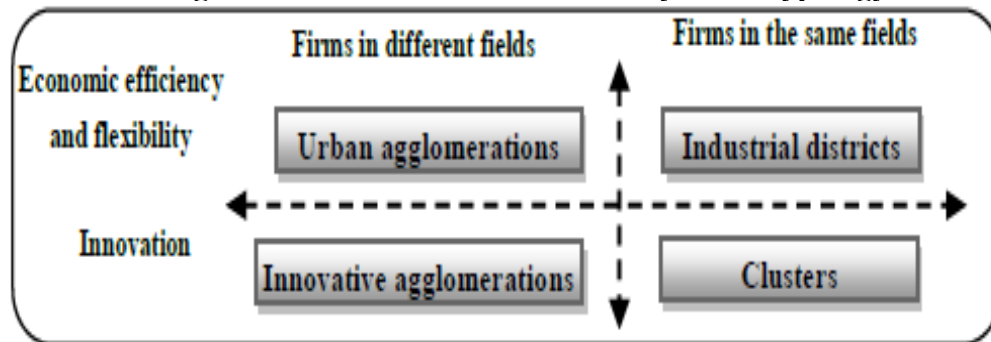 Firms in different fields
Firms in the same fields
Economic efficiency
and flexibility
Urban agglomerations
Industrial districts
Innovation
Innovative agglomerations
Clusters